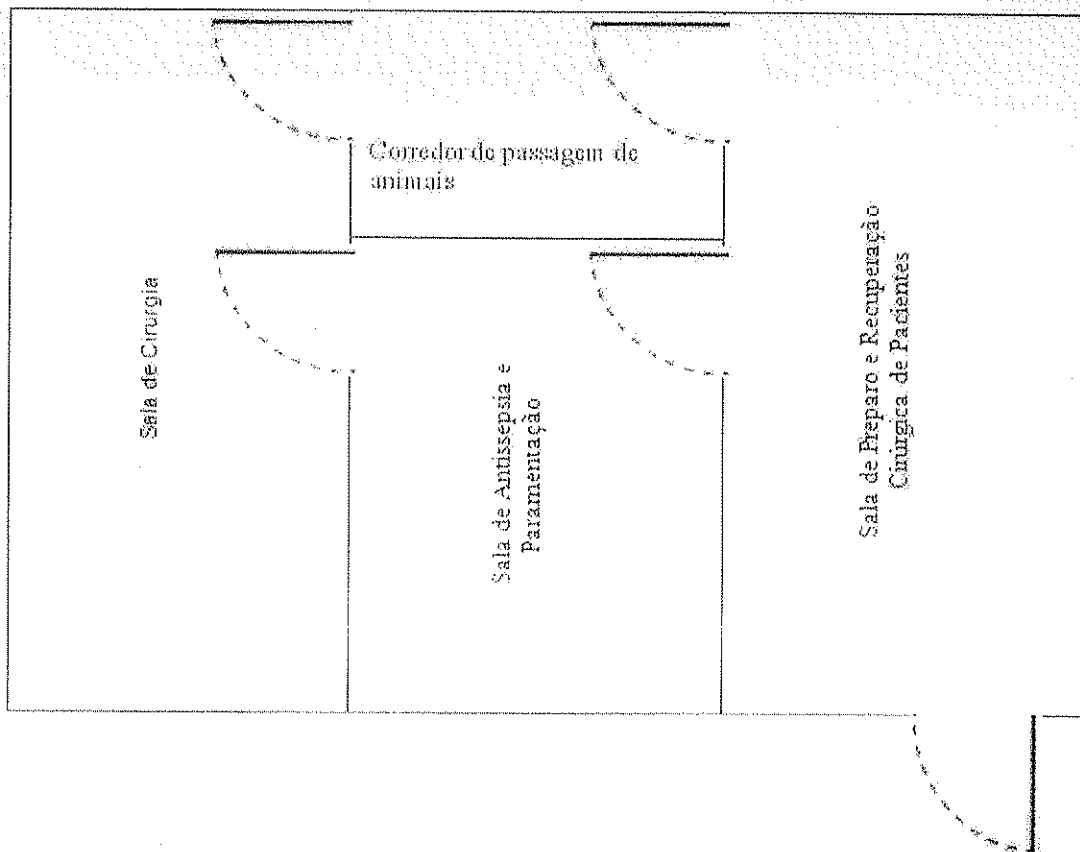 Corredor de passagem de
animais
Sala de Cirurgia
Sala de Antissepsia e
Paramentação
Sala de Preparo e Recuperação
Cirúrgica de Pacientes